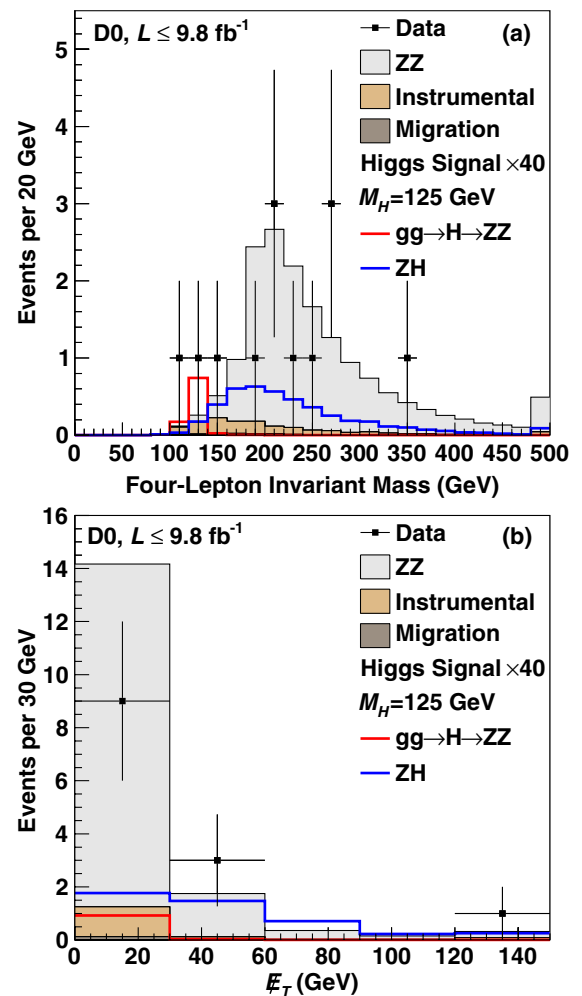 D0, L ≤ 9.8 fb⁻¹
(a)
Data
ZZ
Instrumental
Migration
Higgs Signal ×40
M_H=125 GeV
gg→H→ZZ
ZH
Events per 20 GeV
5
4
3
2
1
0
0 50 100 150 200 250 300 350 400 450 500
Four-Lepton Invariant Mass (GeV)
D0, L ≤ 9.8 fb⁻¹
(b)
Data
ZZ
Instrumental
Migration
Higgs Signal ×40
M_H=125 GeV
gg→H→ZZ
ZH
Events per 30 GeV
16
14
12
10
8
6
4
2
0
0 20 40 60 80 100 120 140
E̸_T (GeV)